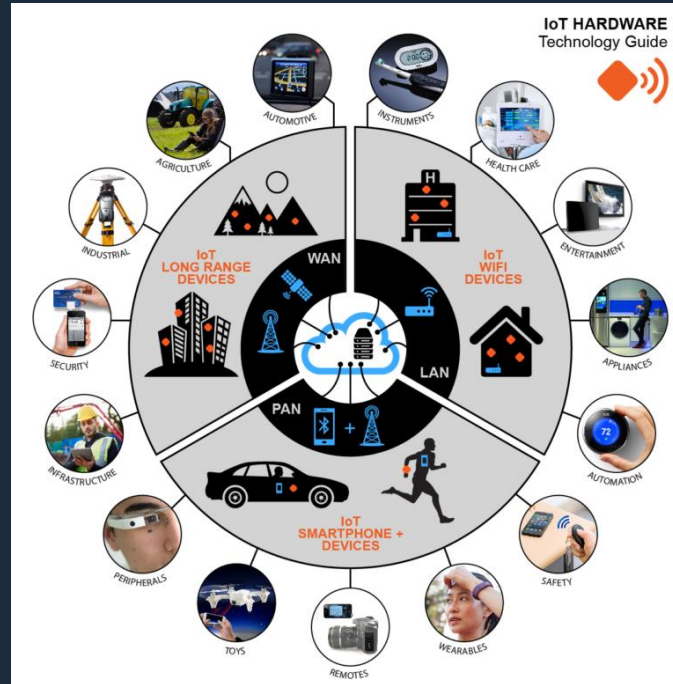 IoT HARDWARE
Technology Guide
AUTOMOTIVE
INSTRUMENTS
AGRICULTURE
HEALTH CARE
INDUSTRIAL
ENTERTAINMENT
SECURITY
APPLIANCES
INFRASTRUCTURE
AUTOMATION
PERIPHERALS
SAFETY
TOYS
WEARABLES
REMOTES
IoT
LONG RANGE
DEVICES
WAN
H
IoT
WIFI
DEVICES
LAN
PAN
+
IoT
SMARTPHONE +
DEVICES
72